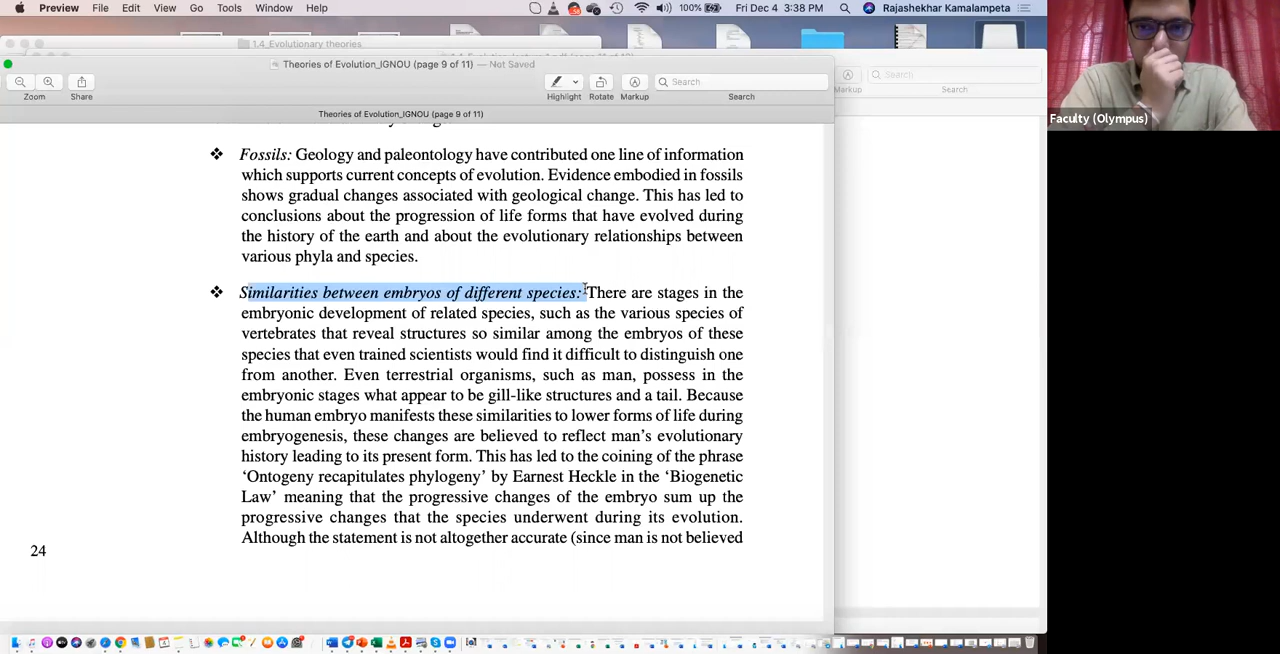 Preview File Edit View Go Tools Window Help
100% Fri Dec 4 3:38 PM Rajashekhar Kamalampeta
1.4_Evolutionary theories
Theories of Evolution_IGNOU (page 9 of 11) — Not Saved
Search
Search
Zoom Share Highlight Rotate Markup Search
Markup Search
Theories of Evolution_IGNOU (page 9 of 11)
Faculty (Olympus)
❖ Fossils: Geology and paleontology have contributed one line of information
which supports current concepts of evolution. Evidence embodied in fossils
shows gradual changes associated with geological change. This has led to
conclusions about the progression of life forms that have evolved during
the history of the earth and about the evolutionary relationships between
various phyla and species.
❖ Similarities between embryos of different species: There are stages in the
embryonic development of related species, such as the various species of
vertebrates that reveal structures so similar among the embryos of these
species that even trained scientists would find it difficult to distinguish one
from another. Even terrestrial organisms, such as man, possess in the
embryonic stages what appear to be gill-like structures and a tail. Because
the human embryo manifests these similarities to lower forms of life during
embryogenesis, these changes are believed to reflect man's evolutionary
history leading to its present form. This has led to the coining of the phrase
'Ontogeny recapitulates phylogeny' by Earnest Heckle in the 'Biogenetic
Law' meaning that the progressive changes of the embryo sum up the
progressive changes that the species underwent during its evolution.
Although the statement is not altogether accurate (since man is not believed
24